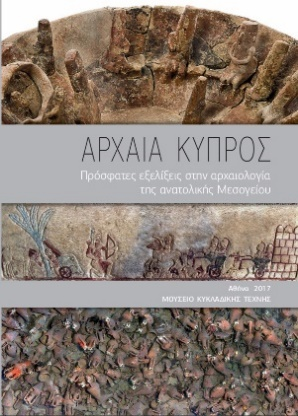 ΑΡΧΑΙΑ ΚΥΠΡΟΣ
Πρόσφατες εξελίξεις στην αρχαιολογία
της ανατολικής Μεσογείου
Αθήνα 2017
ΜΟΥΣΕΙΟ ΚΥΚΛΑΔΙΚΗΣ ΤΕΧΝΗΣ